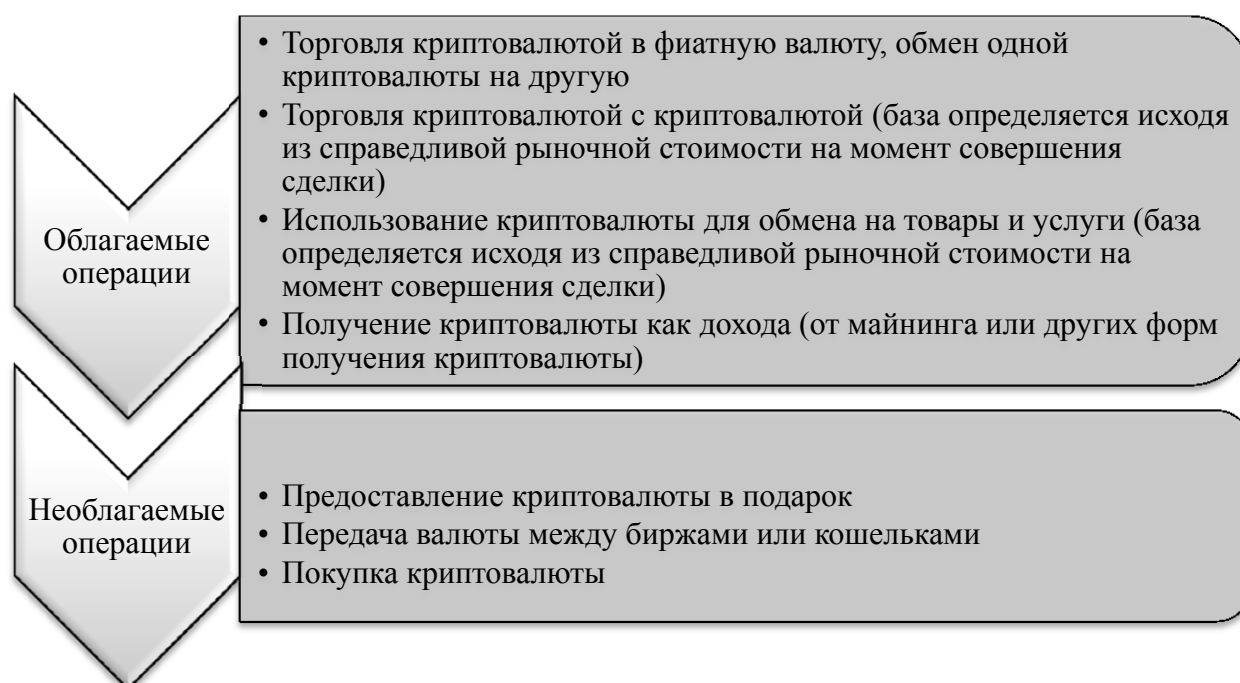 • Торговля криптовалютой в фиатную валюту, обмен одной
криптовалюты на другую
• Торговля криптовалютой с криптовалютой (база определяется исходя
из справедливой рыночной стоимости на момент совершения
сделки)
Облагаемые
операции
• Использование криптовалюты для обмена на товары и услуги (база
определяется исходя из справедливой рыночной стоимости на
момент совершения сделки)
• Получение криптовалюты как дохода (от майнинга или других форм
получения криптовалюты)
Необлагаемые
операции
• Предоставление криптовалюты в подарок
• Передача валюты между биржами или кошельками
• Покупка криптовалюты